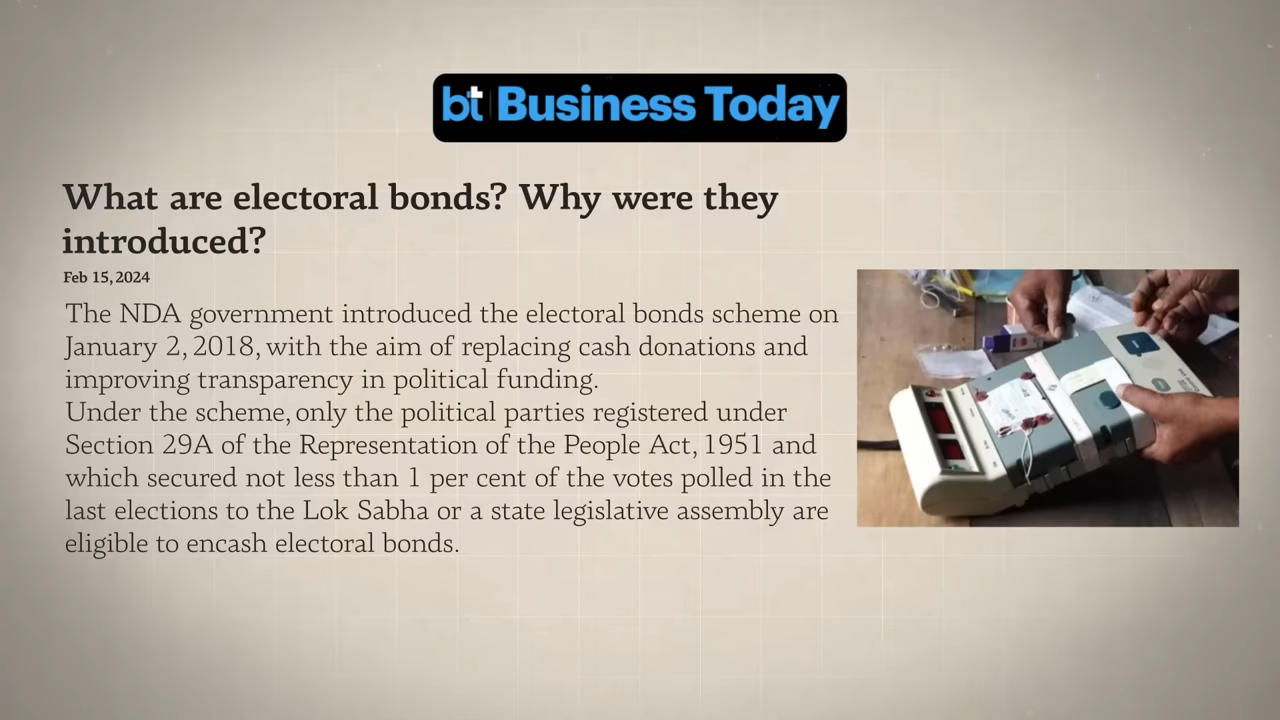 bt Business Today
What are electoral bonds? Why were they
introduced?
Feb 15, 2024
The NDA government introduced the electoral bonds scheme on
January 2, 2018, with the aim of replacing cash donations and
improving transparency in political funding.
Under the scheme, only the political parties registered under
Section 29A of the Representation of the People Act, 1951 and
which secured not less than 1 per cent of the votes polled in the
last elections to the Lok Sabha or a state legislative assembly are
eligible to encash electoral bonds.